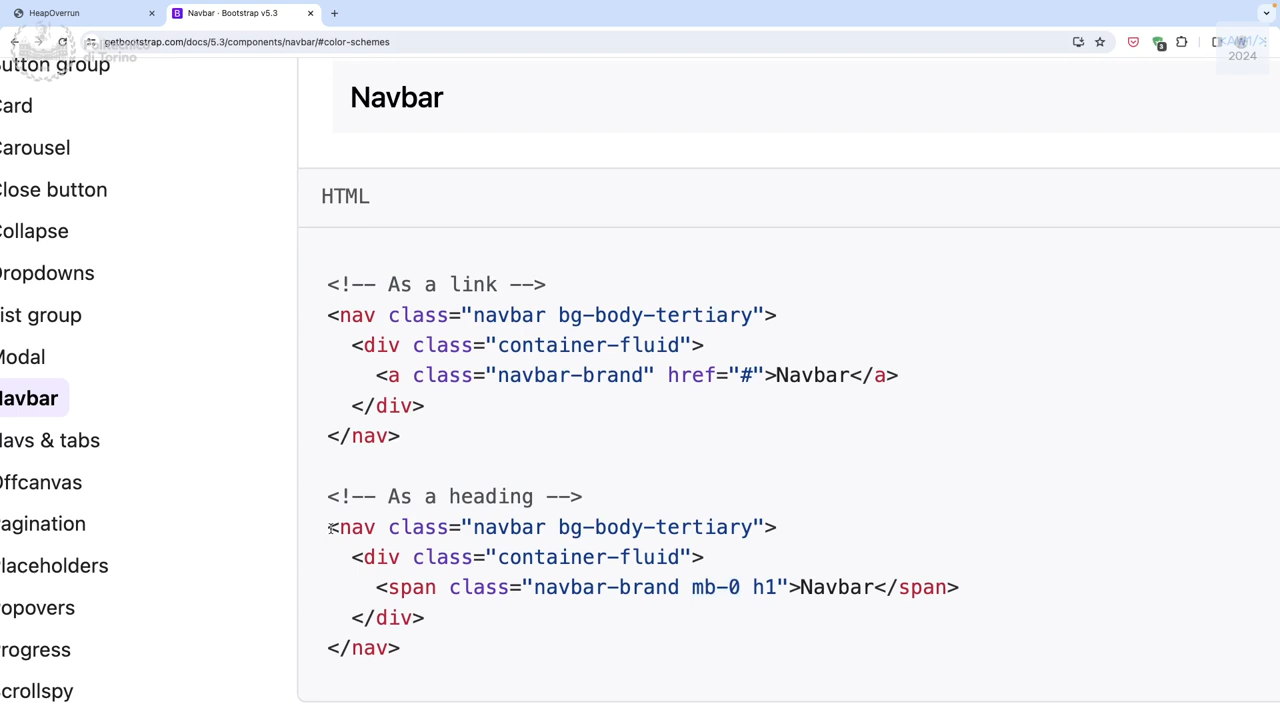 HeapOverrun
Navbar · Bootstrap v5.3
getbootstrap.com/docs/5.3/components/navbar/#color-schemes
Politecnico
di Torino
2024
utton group
ard
arousel
lose button
ollapse
ropdowns
ist group
Modal
avbar
avs & tabs
ffcanvas
agination
laceholders
opovers
rogress
crollspy
Navbar
HTML
<!-- As a link -->
<nav class="navbar bg-body-tertiary">
<div class="container-fluid">
<a class="navbar-brand" href="#">Navbar</a>
</div>
</nav>
<!-- As a heading -->
<nav class="navbar bg-body-tertiary">
<div class="container-fluid">
<span class="navbar-brand mb-0 h1">Navbar</span>
</div>
</nav>